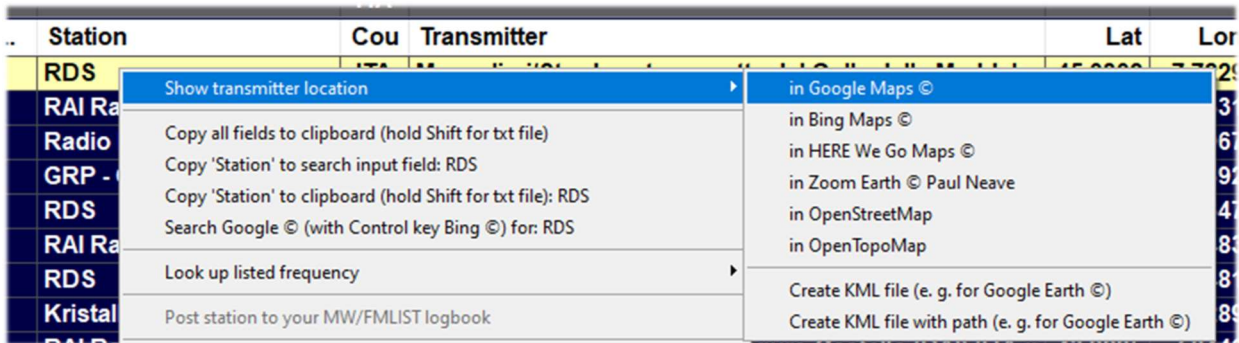 Station Cou Transmitter Lat Lon
RDS
Show transmitter location in Google Maps ©
RAI Ra
in Bing Maps ©
Copy all fields to clipboard (hold Shift for txt file)
Radio
in HERE We Go Maps ©
Copy 'Station' to search input field: RDS
GRP -
in Zoom Earth © Paul Neave
Copy 'Station' to clipboard (hold Shift for txt file): RDS
RDS
in OpenStreetMap
Search Google © (with Control key Bing ©) for: RDS
RAI Ra
in OpenTopoMap
RDS
Look up listed frequency
Create KML file (e. g. for Google Earth ©)
Kristal
Post station to your MW/FMLIST logbook
Create KML file with path (e. g. for Google Earth ©)